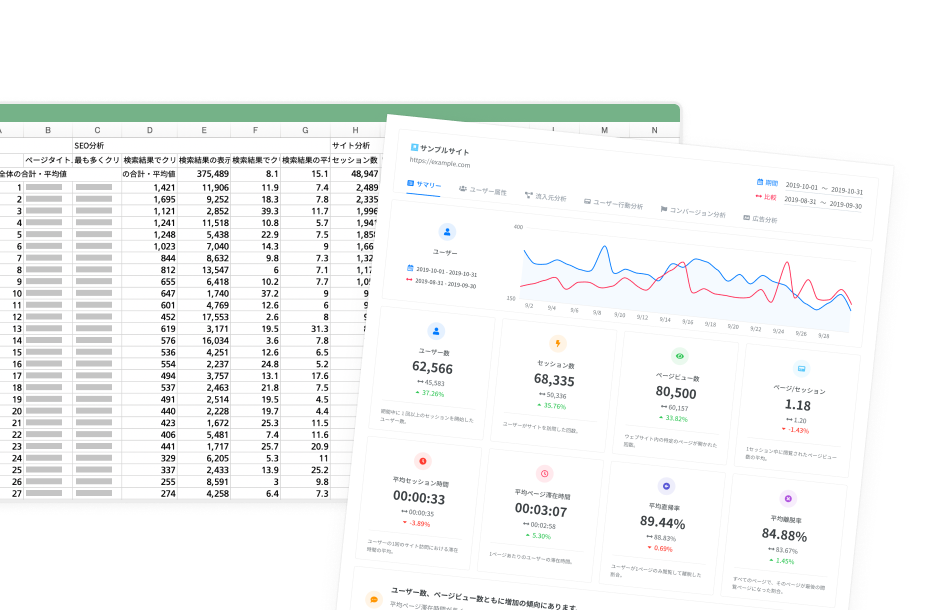 A B C D E F G H L M N
SEO分析 サイト分析
ページタイト 最も多くクリ 検索結果でクリ 検索結果の表示 検索結果でク 検索結果の平 セッション数
全体の合計・平均値 の合計・平均値 375,489 8.1 15.1 48,947
1 1,421 11,906 11.9 7.4 2,489
2 1,695 9,252 18.3 7.8 2,335
3 1,121 2,852 39.3 11.7 1,996
4 1,241 11,518 10.8 5.7
5 1,248 5,438 22.9 7.5
6 1,023 7,040 14.3 9
7 844 8,632 9.8 7.3
8 812 13,547 6 7.1
9 655 6,418 10.2 7.7
10 647 1,740 37.2 9
11 601 4,769 12.6 6
12 452 17,553 2.6 8
13 619 3,171 19.5 31.3
14 576 16,034 3.6 7.8
15 536 4,251 12.6 6.5
16 554 2,237 24.8 5.2
17 494 3,757 13.1 17.6
18 537 2,463 21.8 7.5
19 491 2,514 19.5 4.5
20 440 2,228 19.7 4.4
21 423 1,672 25.3 11.5
22 406 5,481 7.4 11.6
23 441 1,717 25.7 20.9
24 329 6,205 5.3 11
25 337 2,433 13.9 25.2
26 255 8,591 3 9.8
27 274 4,258 6.4 7.3
サンプルサイト
https://example.com
期間 2019-10-01 ～ 2019-10-31
比較 2019-08-31 ～ 2019-09-30
サマリー ユーザー属性 流入元分析 ユーザー行動分析 コンバージョン分析 広告分析
ユーザー
2019-10-01 - 2019-10-31
2019-08-31 - 2019-09-30
400
150
9/2 9/4 9/6 9/8 9/10 9/12 9/14 9/16 9/18 9/20 9/22 9/24 9/26 9/28
ユーザー数
62,566
45,583
37.26%
期間中に1回以上のセッションを開始した
ユーザー数。
セッション数
68,335
50,336
35.76%
ユーザーがサイトを訪問した回数。
ページビュー数
80,500
60,157
33.82%
ウェブサイト内の特定のページが開かれた
回数。
ページ/セッション
1.18
1.20
-1.43%
1セッション中に閲覧されたページビュー
数の平均。
平均セッション時間
00:00:33
00:00:35
-3.89%
ユーザーの1回のサイト訪問における滞在
時間の平均。
平均ページ滞在時間
00:03:07
00:02:58
5.30%
1ページあたりのユーザーの滞在時間。
平均直帰率
89.44%
88.83%
0.69%
ユーザーが1ページのみ閲覧して離脱した
割合。
平均離脱率
84.88%
83.67%
1.45%
すべてのページで、そのページが最後の閲
覧ページになった割合。
ユーザー数、ページビュー数ともに増加の傾向にあります。
平均ページ滞在時間が